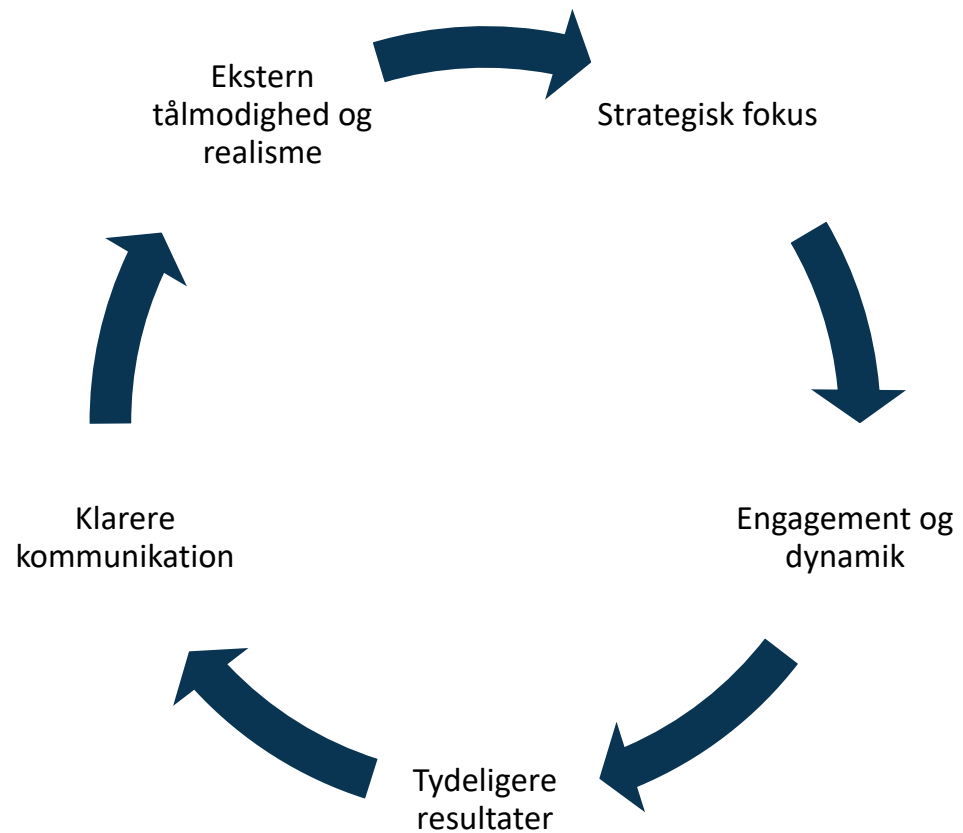 Ekstern
tålmodighed og
realisme
Strategisk fokus
Engagement og
dynamik
Tydeligere
resultater
Klarere
kommunikation